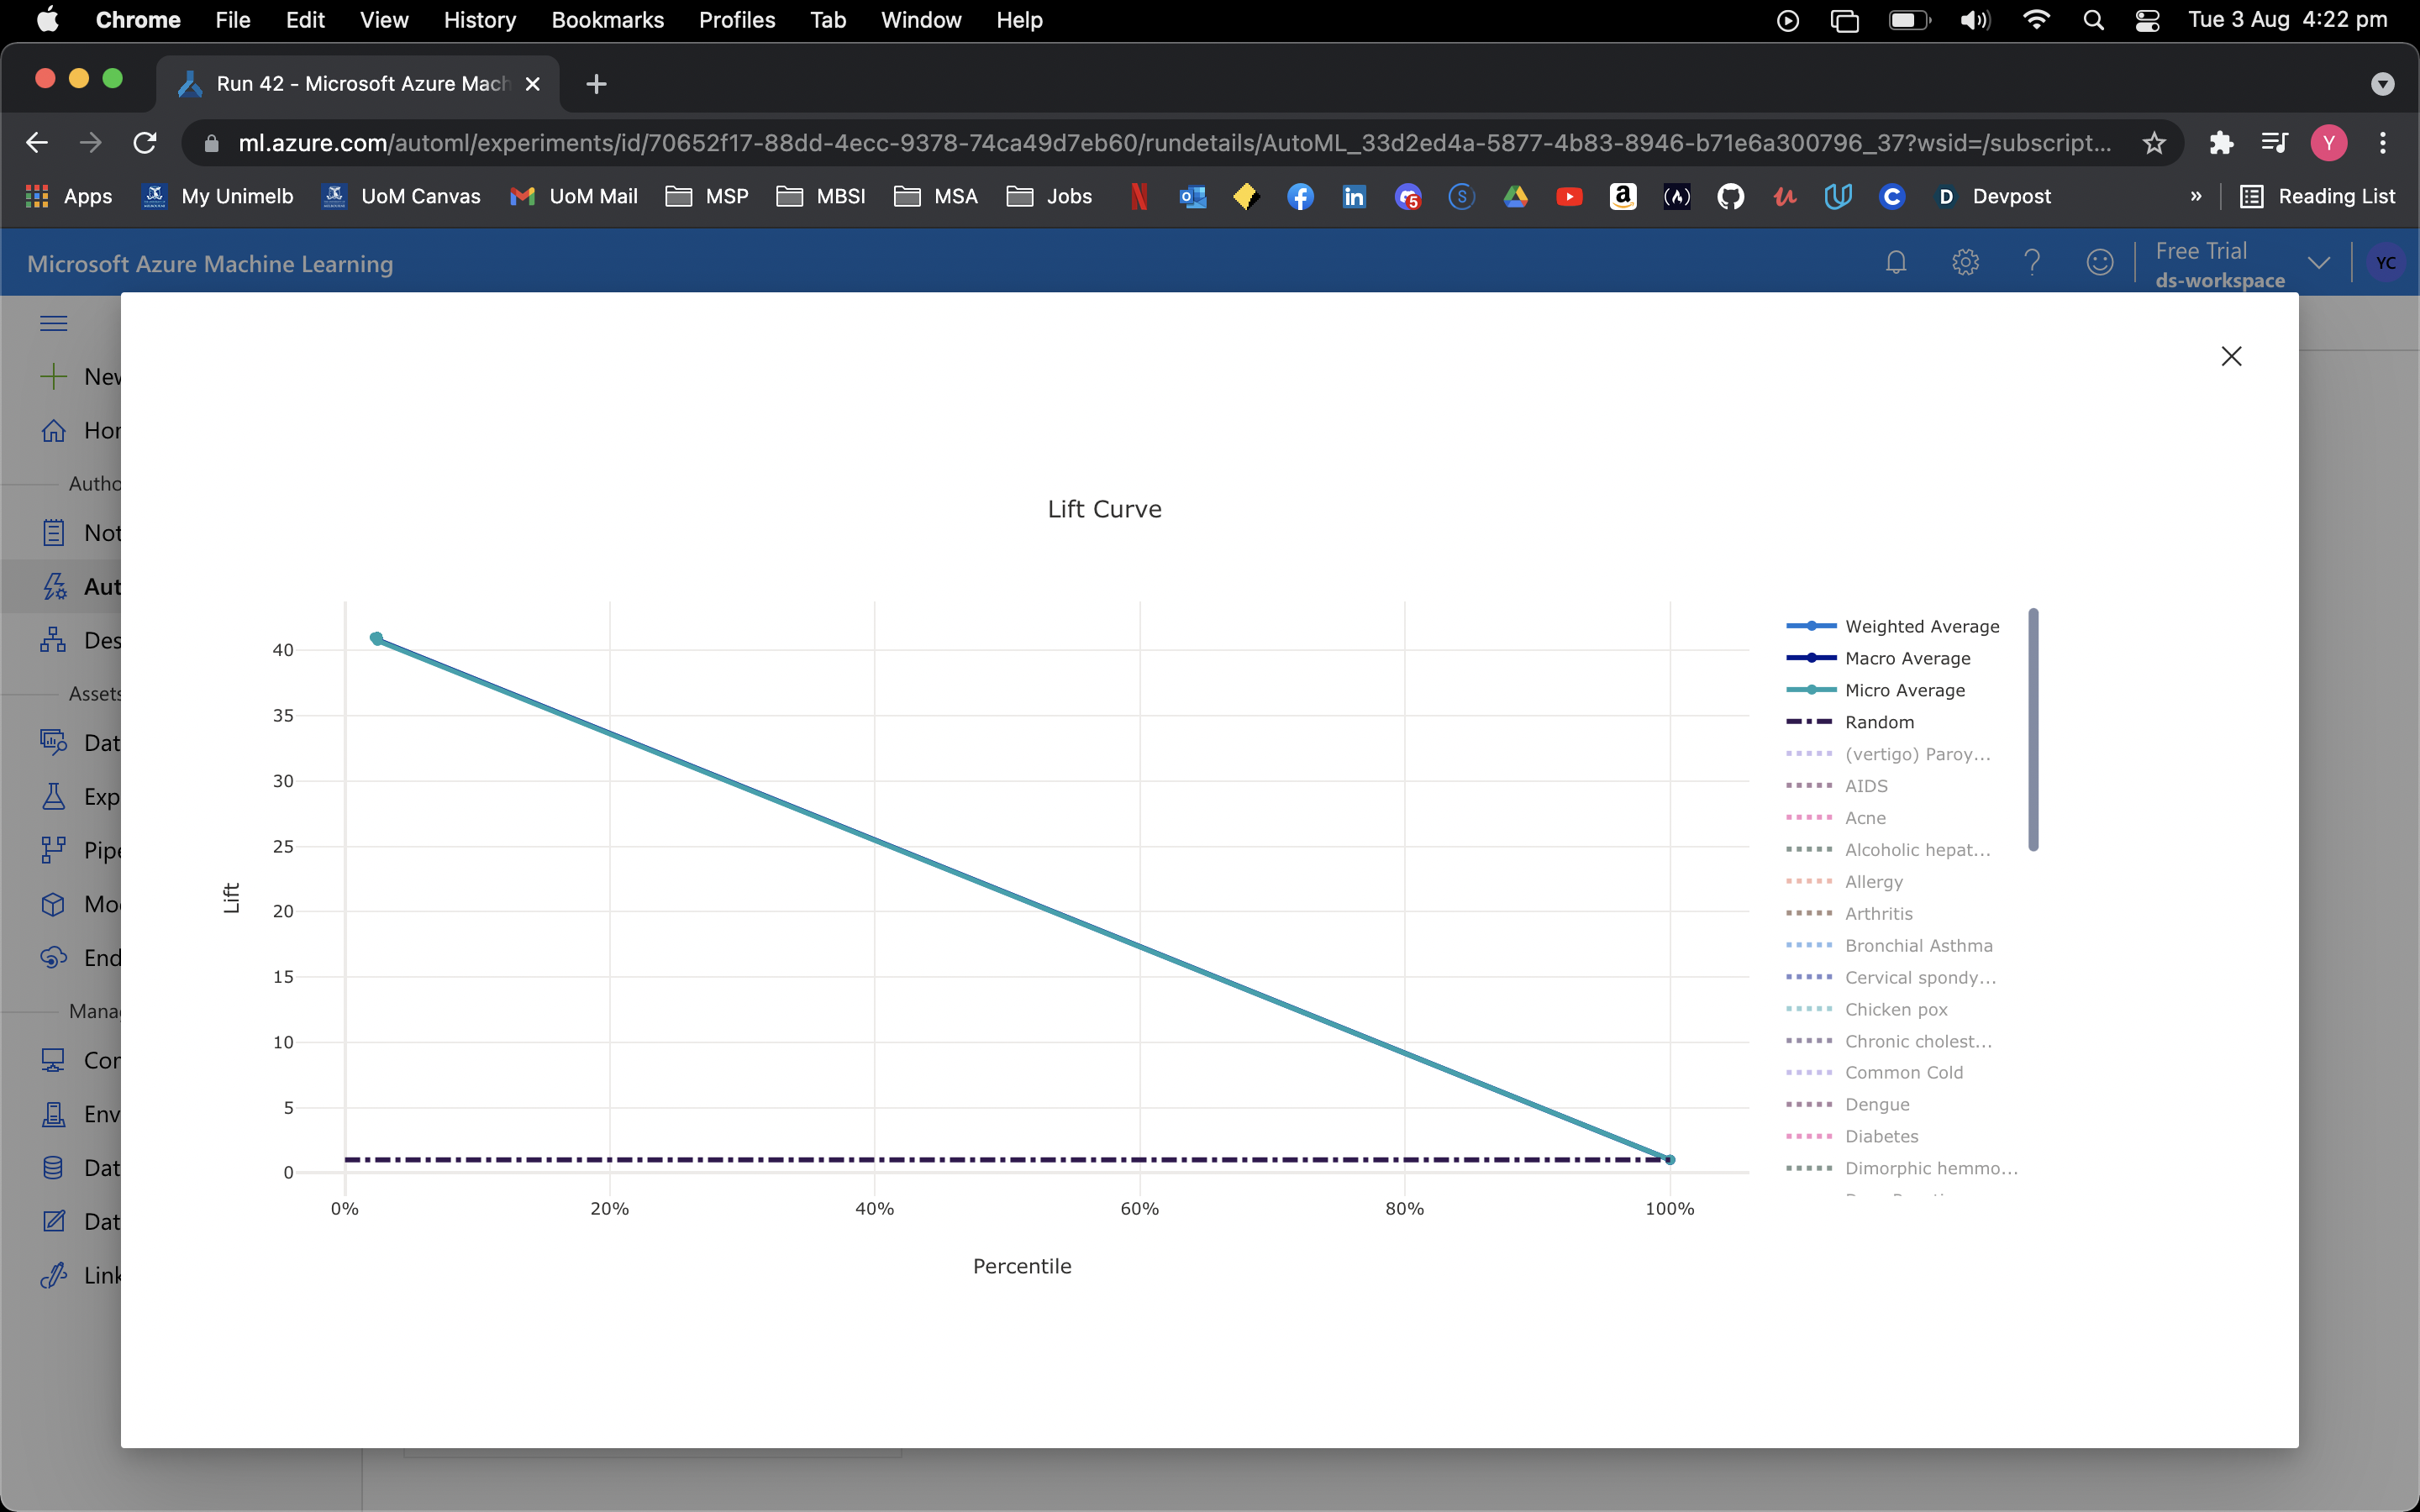 Chrome File Edit View History Bookmarks Profiles Tab Window Help Tue 3 Aug 4:22 pm
Run 42 - Microsoft Azure Mach
ml.azure.com/automl/experiments/id/70652f17-88dd-4ecc-9378-74ca49d7eb60/rundetails/AutoML_33d2ed4a-5877-4b83-8946-b71e6a300796_37?wsid=/subscript... Y
Apps My Unimelb UoM Canvas UoM Mail MSP MBSI MSA Jobs Devpost » Reading List
Microsoft Azure Machine Learning
Free Trial
ds-workspace
YC
New
Hor
Autho
Not
Aut
Des
Assets
Dat
Exp
Pipe
Mod
End
Manag
Con
Env
Dat
Dat
Link
Lift Curve
Lift
40
35
30
25
20
15
10
5
0
0% 20% 40% 60% 80% 100%
Percentile
Weighted Average
Macro Average
Micro Average
Random
(vertigo) Paroy...
AIDS
Acne
Alcoholic hepat...
Allergy
Arthritis
Bronchial Asthma
Cervical spondy...
Chicken pox
Chronic cholest...
Common Cold
Dengue
Diabetes
Dimorphic hemmo...